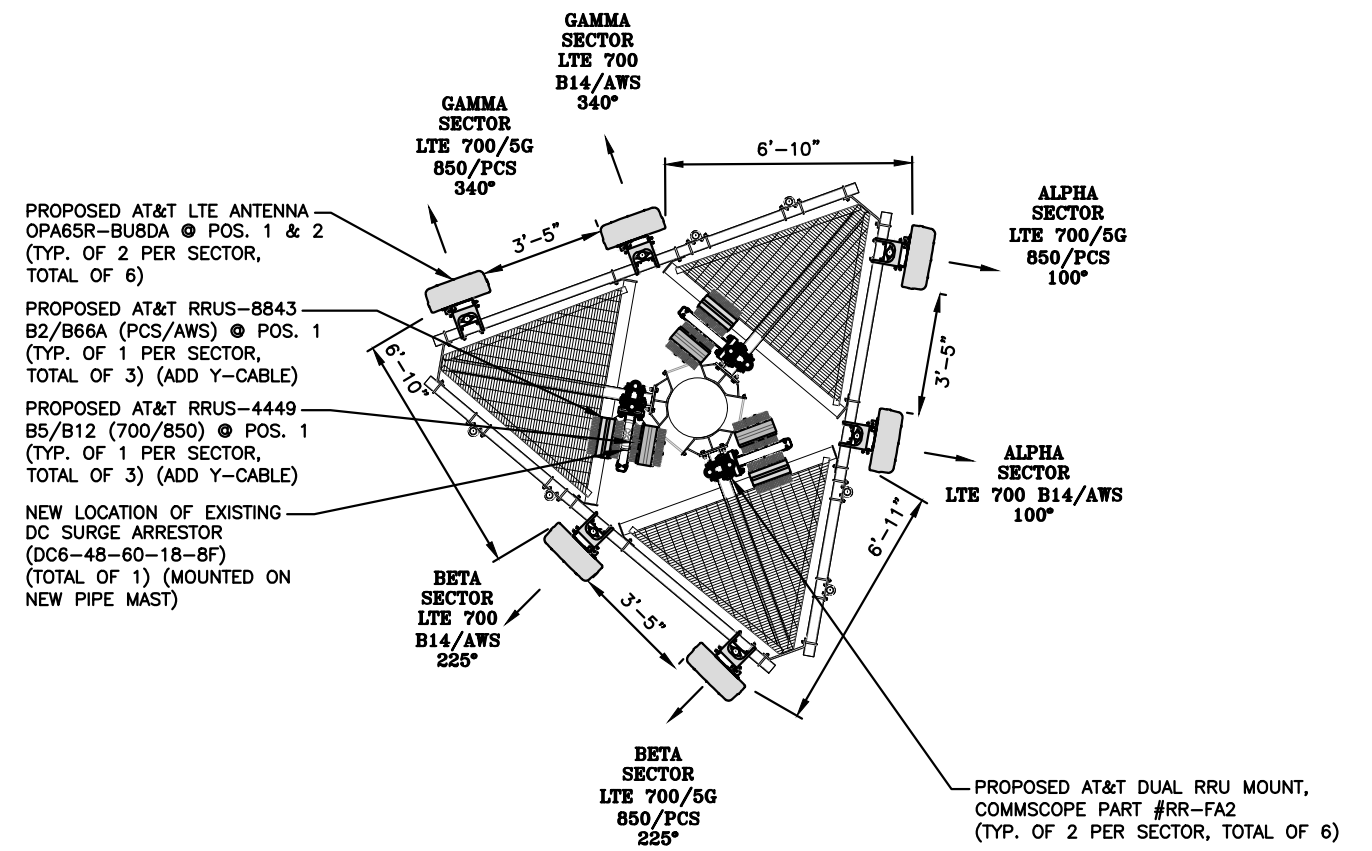 GAMMA
SECTOR
LTE 700
B14/AWS
340°
GAMMA
SECTOR
LTE 700/5G
850/PCS
340°
6'-10"
ALPHA
SECTOR
LTE 700/5G
850/PCS
100°
3'-5"
PROPOSED AT&T LTE ANTENNA
OPA65R-BU8DA @ POS. 1 & 2
(TYP. OF 2 PER SECTOR,
TOTAL OF 6)
PROPOSED AT&T RRUS-8843
B2/B66A (PCS/AWS) @ POS. 1
(TYP. OF 1 PER SECTOR,
TOTAL OF 3) (ADD Y-CABLE)
6'-10"
3'-5"
PROPOSED AT&T RRUS-4449
B5/B12 (700/850) @ POS. 1
(TYP. OF 1 PER SECTOR,
TOTAL OF 3) (ADD Y-CABLE)
ALPHA
SECTOR
LTE 700 B14/AWS
100°
NEW LOCATION OF EXISTING
DC SURGE ARRESTOR
(DC6-48-60-18-8F)
(TOTAL OF 1) (MOUNTED ON
NEW PIPE MAST)
6'-11"
BETA
SECTOR
LTE 700
B14/AWS
225°
3'-5"
BETA
SECTOR
LTE 700/5G
850/PCS
225°
PROPOSED AT&T DUAL RRU MOUNT,
COMMSCOPE PART #RR-FA2
(TYP. OF 2 PER SECTOR, TOTAL OF 6)